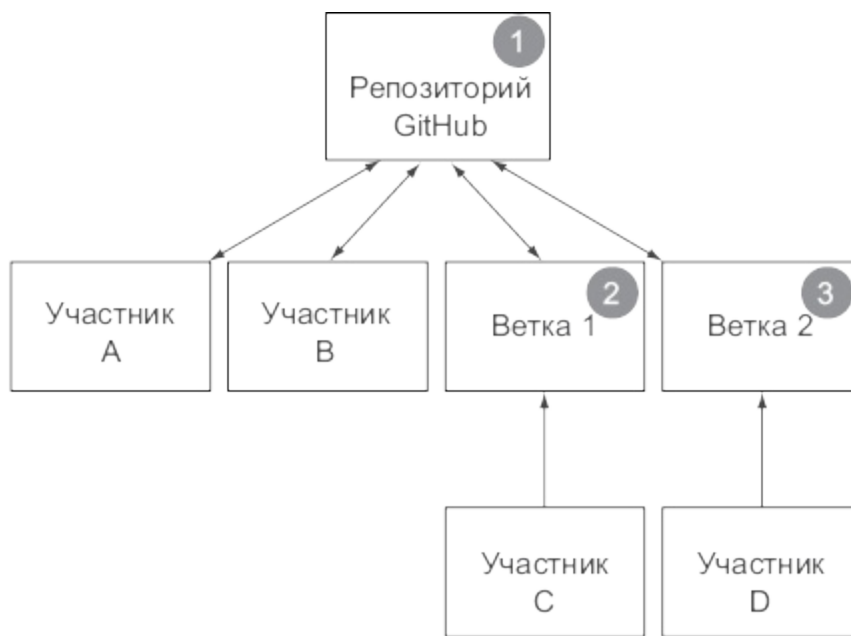 1
Репозиторий
GitHub
Участник
A
Участник
B
2
Ветка 1
3
Ветка 2
Участник
C
Участник
D